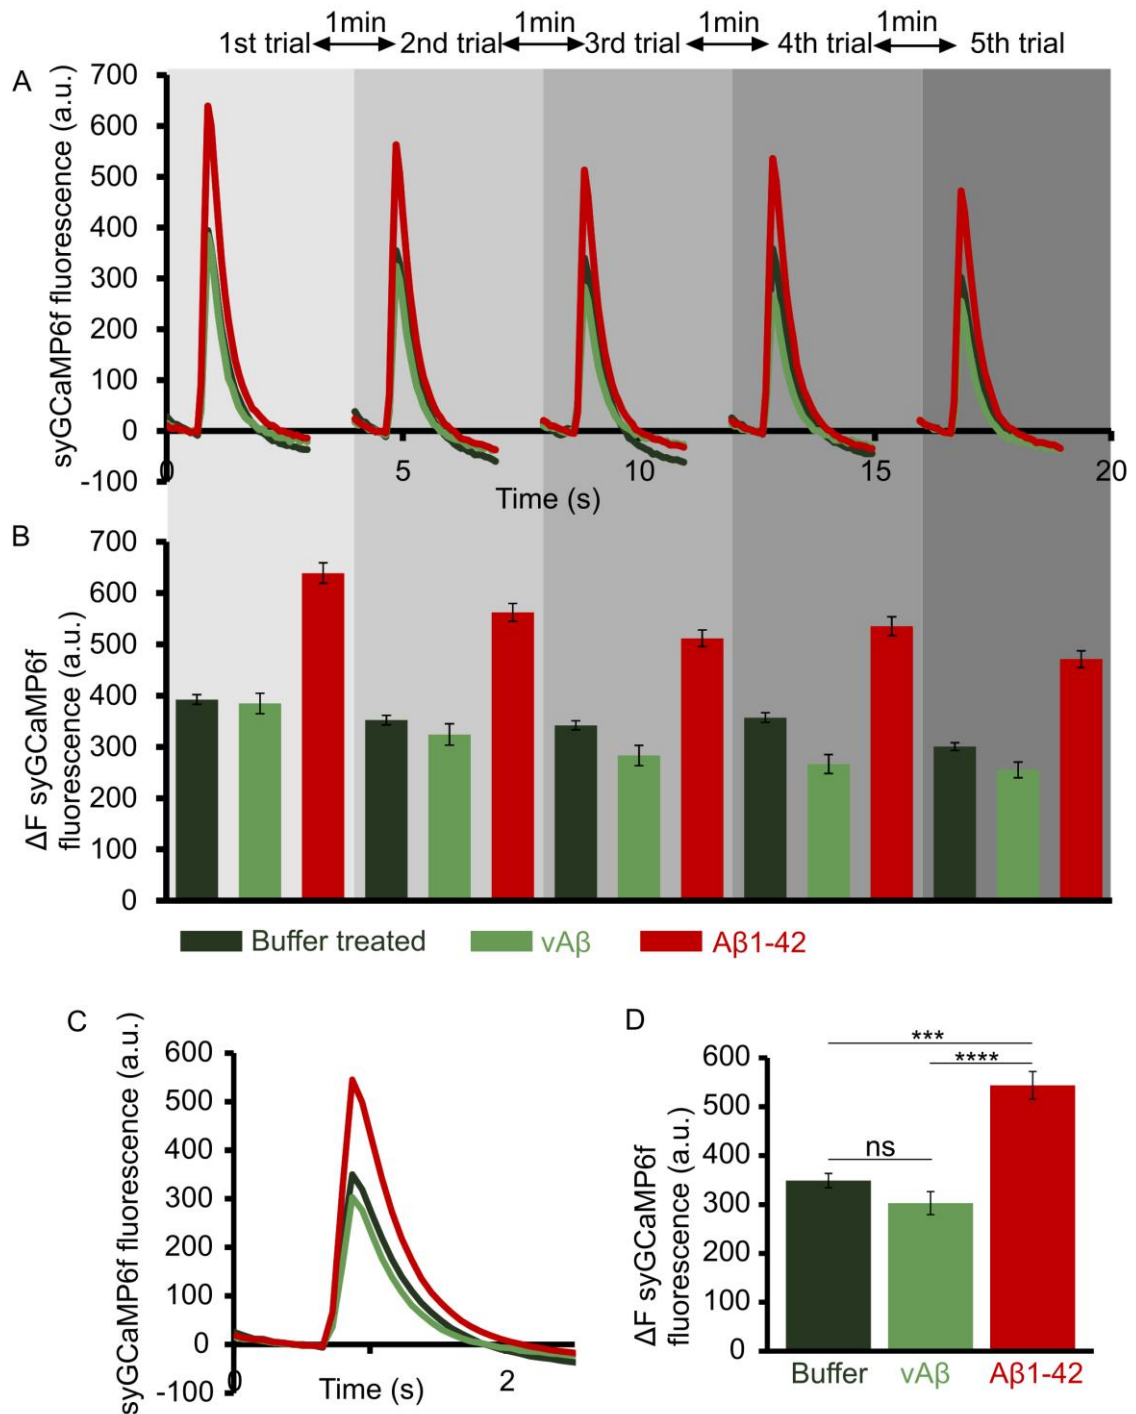 1min 1min 1min 1min
1st trial 2nd trial 3rd trial 4th trial 5th trial
A
syGCaMP6f fluorescence (a.u.)
700
600
500
400
300
200
100
0
-100
0 5 10 15 20
Time (s)
B
ΔF syGCaMP6f
fluorescence (a.u.)
700
600
500
400
300
200
100
0
Buffer treated vAβ Aβ1-42
C
syGCaMP6f fluorescence (a.u.)
600
500
400
300
200
100
0
-100
0 2
Time (s)
D
ΔF syGCaMP6f
fluorescence (a.u.)
600
500
400
300
200
100
0
***
****
ns
Buffer vAβ Aβ1-42